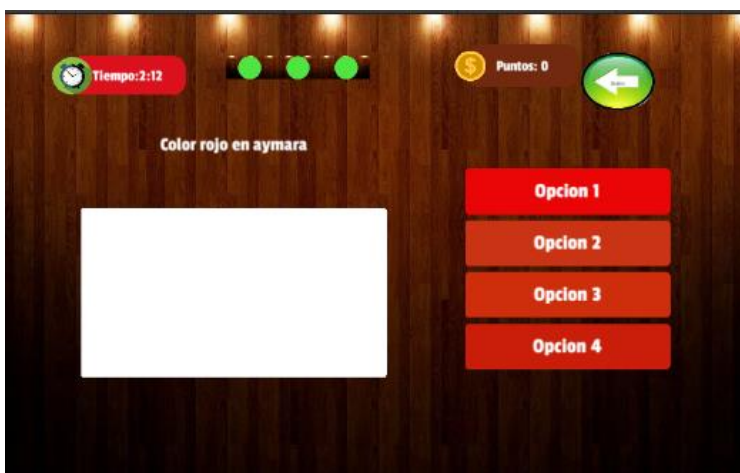 Tiempo:2:12
Puntos: 0
Color rojo en aymara
Opcion 1
Opcion 2
Opcion 3
Opcion 4